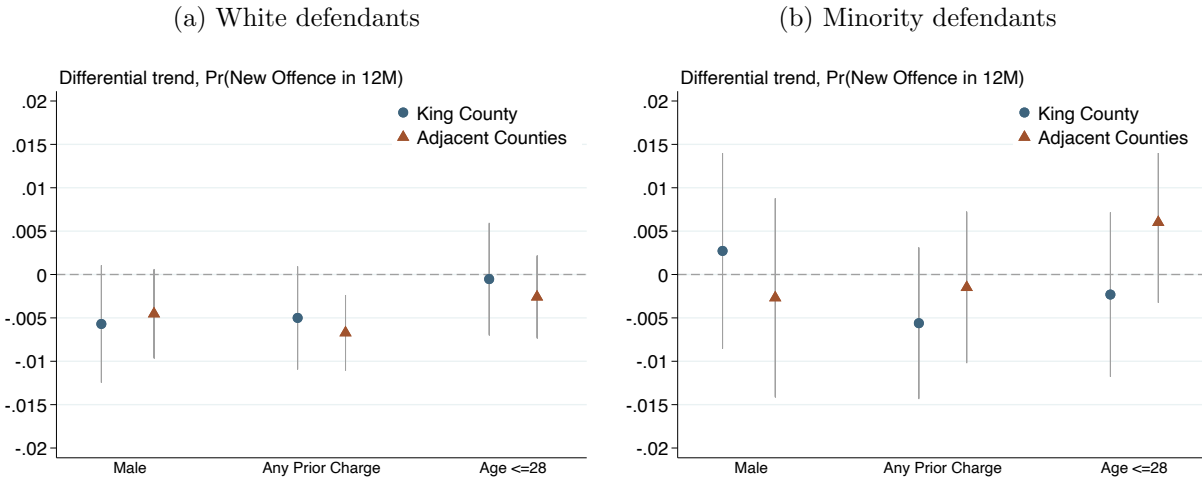 (a) White defendants
Differential trend, Pr(New Offence in 12M)
.02
.015
.01
.005
0
-.005
-.01
-.015
-.02
King County
Adjacent Counties
Male Any Prior Charge Age <=28
(b) Minority defendants
Differential trend, Pr(New Offence in 12M)
.02
.015
.01
.005
0
-.005
-.01
-.015
-.02
King County
Adjacent Counties
Male Any Prior Charge Age <=28